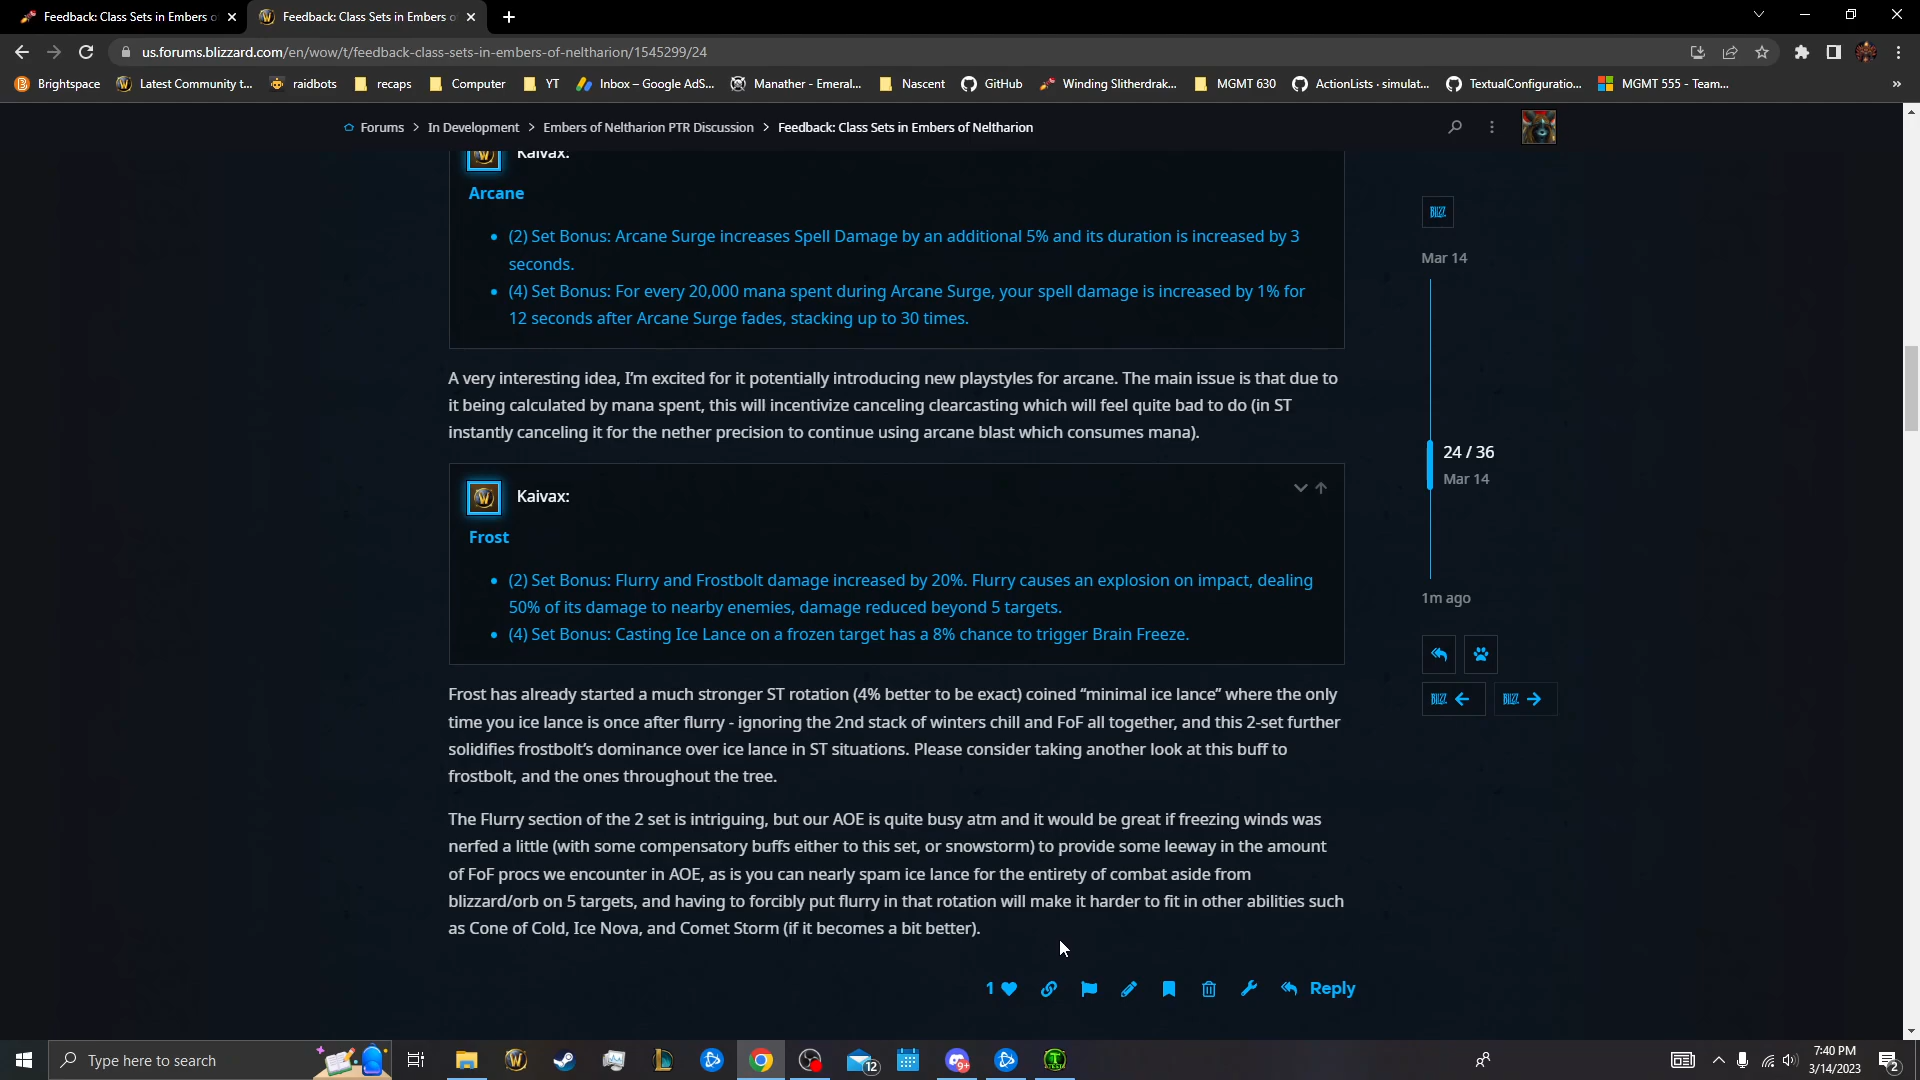 Feedback: Class Sets in Embers o
Feedback: Class Sets in Embers of
us.forums.blizzard.com/en/wow/t/feedback-class-sets-in-embers-of-neltharion/1545299/24
Brightspace
Latest Community t...
raidbots
recaps
Computer
YT
Inbox – Google AdS...
Manather - Emeral...
Nascent
GitHub
Winding Slitherdrak...
MGMT 630
ActionLists · simulat...
TextualConfiguratio...
MGMT 555 - Team...
»
Forums > In Development > Embers of Neltharion PTR Discussion > Feedback: Class Sets in Embers of Neltharion
Kaivax:
Arcane
• (2) Set Bonus: Arcane Surge increases Spell Damage by an additional 5% and its duration is increased by 3
seconds.
• (4) Set Bonus: For every 20,000 mana spent during Arcane Surge, your spell damage is increased by 1% for
12 seconds after Arcane Surge fades, stacking up to 30 times.
A very interesting idea, I'm excited for it potentially introducing new playstyles for arcane. The main issue is that due to
it being calculated by mana spent, this will incentivize canceling clearcasting which will feel quite bad to do (in ST
instantly canceling it for the nether precision to continue using arcane blast which consumes mana).
Kaivax:
Frost
• (2) Set Bonus: Flurry and Frostbolt damage increased by 20%. Flurry causes an explosion on impact, dealing
50% of its damage to nearby enemies, damage reduced beyond 5 targets.
• (4) Set Bonus: Casting Ice Lance on a frozen target has a 8% chance to trigger Brain Freeze.
Frost has already started a much stronger ST rotation (4% better to be exact) coined “minimal ice lance” where the only
time you ice lance is once after flurry - ignoring the 2nd stack of winters chill and FoF all together, and this 2-set further
solidifies frostbolt's dominance over ice lance in ST situations. Please consider taking another look at this buff to
frostbolt, and the ones throughout the tree.
The Flurry section of the 2 set is intriguing, but our AOE is quite busy atm and it would be great if freezing winds was
nerfed a little (with some compensatory buffs either to this set, or snowstorm) to provide some leeway in the amount
of FoF procs we encounter in AOE, as is you can nearly spam ice lance for the entirety of combat aside from
blizzard/orb on 5 targets, and having to forcibly put flurry in that rotation will make it harder to fit in other abilities such
as Cone of Cold, Ice Nova, and Comet Storm (if it becomes a bit better).
1
Reply
BLIZZ
Mar 14
24 / 36
Mar 14
1m ago
BLIZZ
BLIZZ
Type here to search
12
9+
7:40 PM
3/14/2023
2